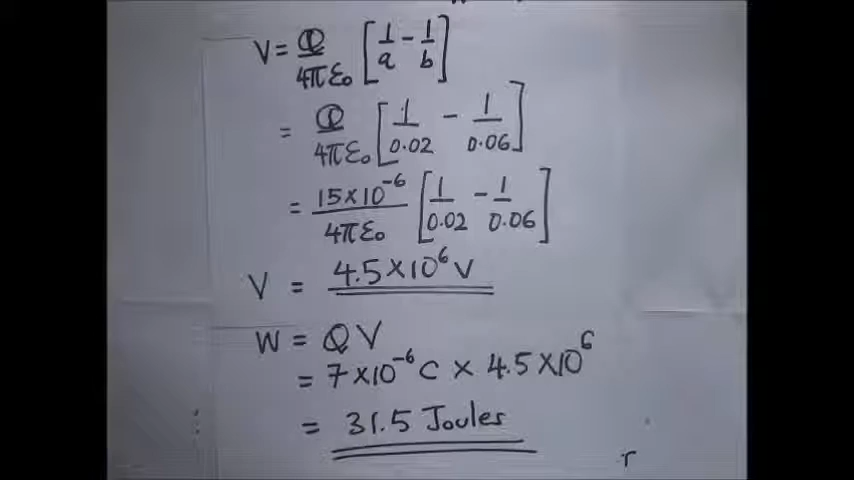 V = Q/4πε₀ [1/a - 1/b]
= Q/4πε₀ [1/0.02 - 1/0.06]
= 15×10⁻⁶/4πε₀ [1/0.02 - 1/0.06]
V = 4.5×10⁶ V
W = QV
= 7×10⁻⁶ C × 4.5×10⁶
= 31.5 Joules
r